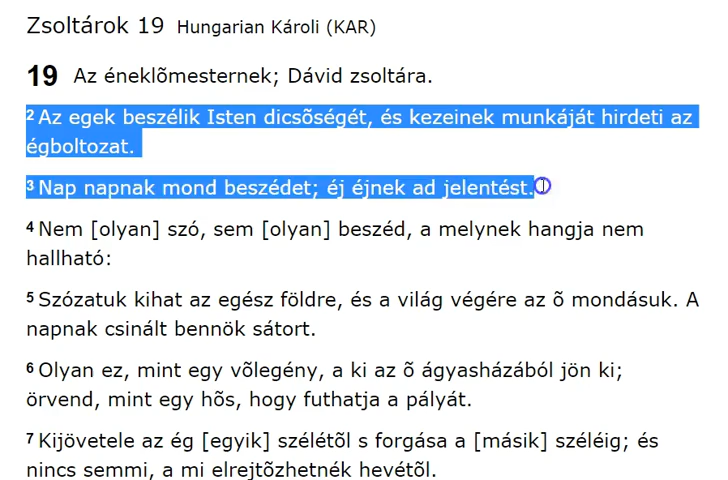 Zsoltárok 19 Hungarian Károli (KAR)
19 Az éneklõmesternek; Dávid zsoltára.
2 Az egek beszélik Isten dicsõségét, és kezeinek munkáját hirdeti az
égboltozat.
3 Nap napnak mond beszédet; éj éjnek ad jelentést.
4 Nem [olyan] szó, sem [olyan] beszéd, a melynek hangja nem
hallható:
5 Szózatuk kihat az egész földre, és a világ végére az õ mondásuk. A
napnak csinált bennök sátort.
6 Olyan ez, mint egy võlegény, a ki az õ ágyasházából jön ki;
örvend, mint egy hõs, hogy futhatja a pályát.
7 Kijövetele az ég [egyik] szélétõl s forgása a [másik] széléig; és
nincs semmi, a mi elrejtõzhetnék hevétõl.